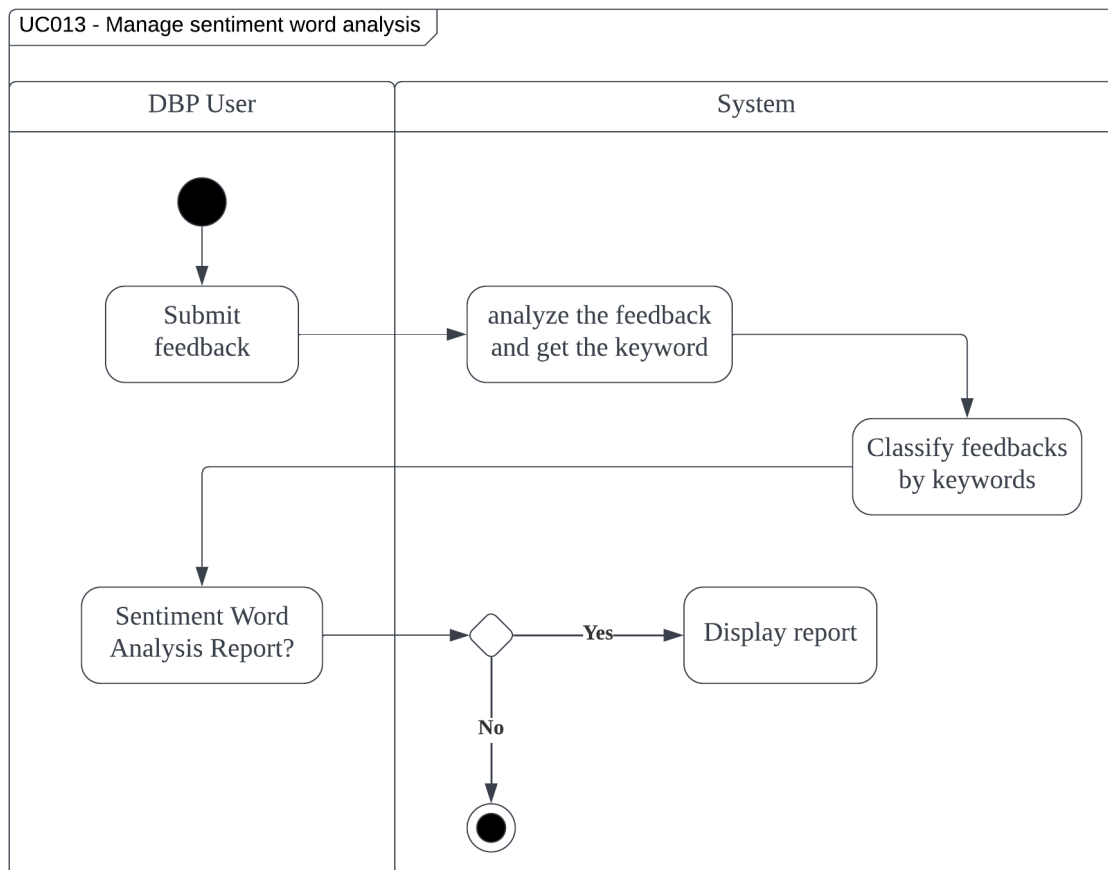 UC013 - Manage sentiment word analysis
DBP User
System
Submit
feedback
analyze the feedback
and get the keyword
Classify feedbacks
by keywords
Sentiment Word
Analysis Report?
Yes
Display report
No